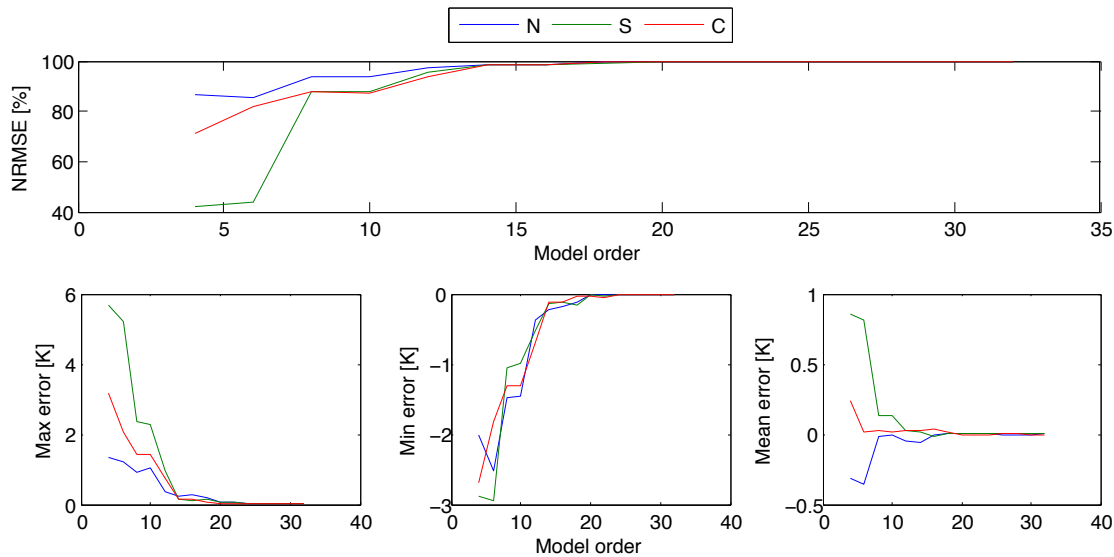 N S C
NRMSE [%]
100
80
60
40
0 5 10 15 20 25 30 35
Model order
Max error [K]
6
4
2
0
0 10 20 30 40
Min error [K]
0
−1
−2
−3
0 10 20 30 40
Model order
Mean error [K]
1
0.5
0
−0.5
0 10 20 30 40